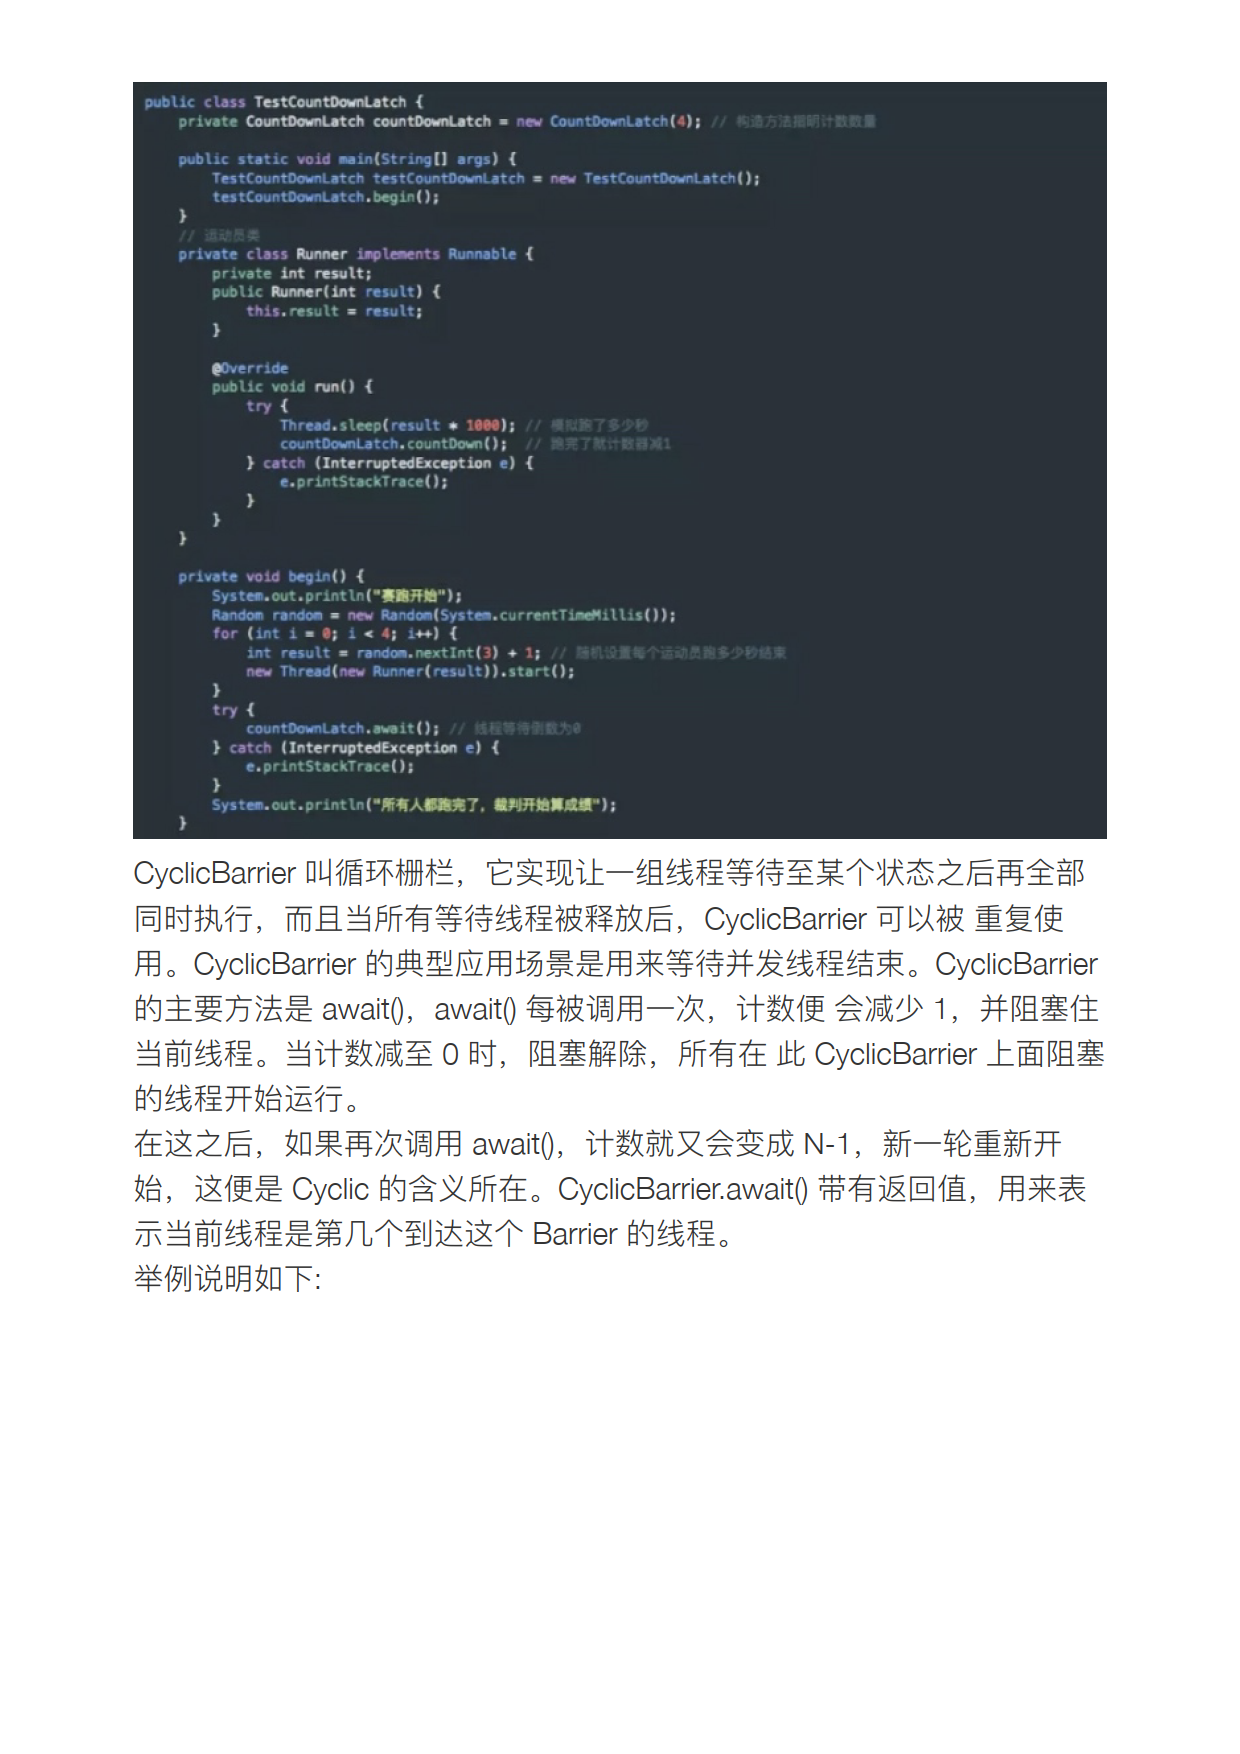 public class TestCountDownLatch {
private CountDownLatch countDownLatch = new CountDownLatch(4); // 构造方法指明计数数量
public static void main(String[] args) {
TestCountDownLatch testCountDownLatch = new TestCountDownLatch();
testCountDownLatch.begin();
}
// 运动员类
private class Runner implements Runnable {
private int result;
public Runner(int result) {
this.result = result;
}
@Override
public void run() {
try {
Thread.sleep(result * 1000); // 模拟跑了多少秒
countDownLatch.countDown(); // 跑完了就计数器减1
} catch (InterruptedException e) {
e.printStackTrace();
}
}
}
private void begin() {
System.out.println("赛跑开始");
Random random = new Random(System.currentTimeMillis());
for (int i = 0; i < 4; i++) {
int result = random.nextInt(3) + 1; // 随机设置每个运动员跑多少秒结束
new Thread(new Runner(result)).start();
}
try {
countDownLatch.await(); // 线程等待倒数为0
} catch (InterruptedException e) {
e.printStackTrace();
}
System.out.println("所有人都跑完了，裁判开始算成绩");
}
CyclicBarrier 叫循环栅栏，它实现让一组线程等待至某个状态之后再全部
同时执行，而且当所有等待线程被释放后，CyclicBarrier 可以被 重复使
用。CyclicBarrier 的典型应用场景是用来等待并发线程结束。CyclicBarrier
的主要方法是 await()，await() 每被调用一次，计数便 会减少 1，并阻塞住
当前线程。当计数减至 0 时，阻塞解除，所有在 此 CyclicBarrier 上面阻塞
的线程开始运行。
在这之后，如果再次调用 await()，计数就又会变成 N-1，新一轮重新开
始，这便是 Cyclic 的含义所在。CyclicBarrier.await() 带有返回值，用来表
示当前线程是第几个到达这个 Barrier 的线程。
举例说明如下: